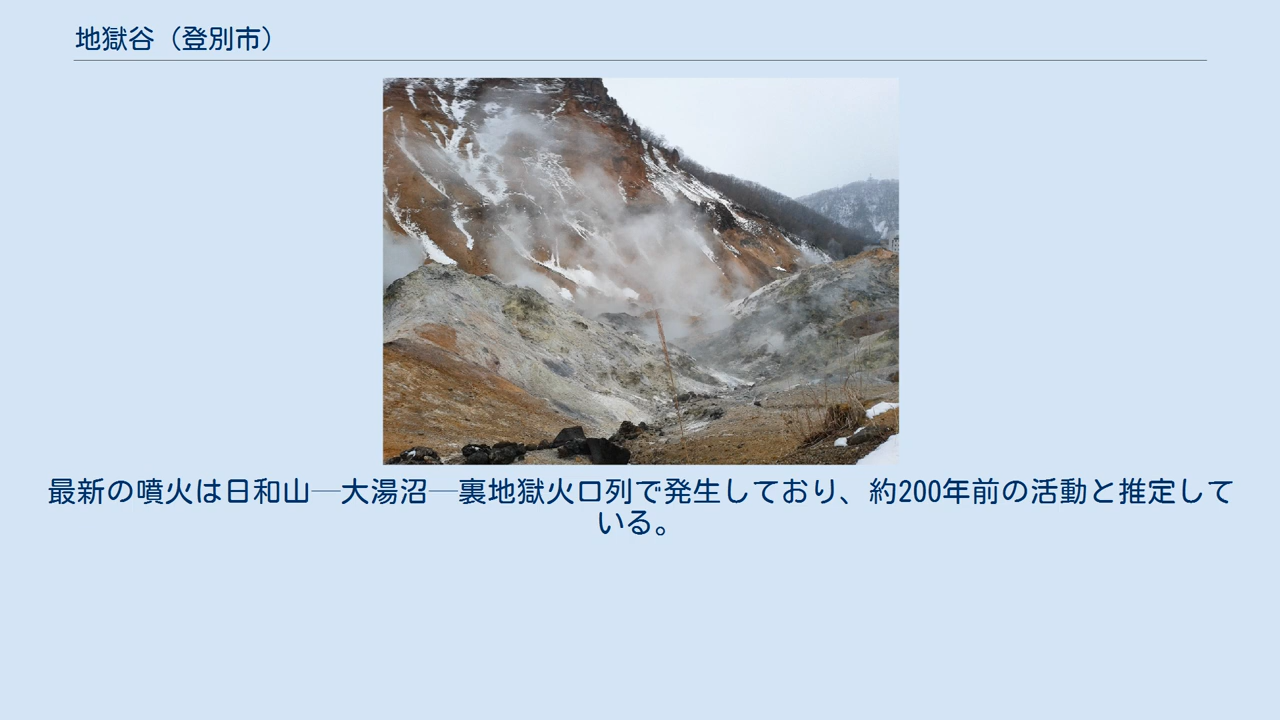 地獄谷（登別市）
最新の噴火は日和山―大湯沼―裏地獄火口列で発生しており、約200年前の活動と推定して
いる。